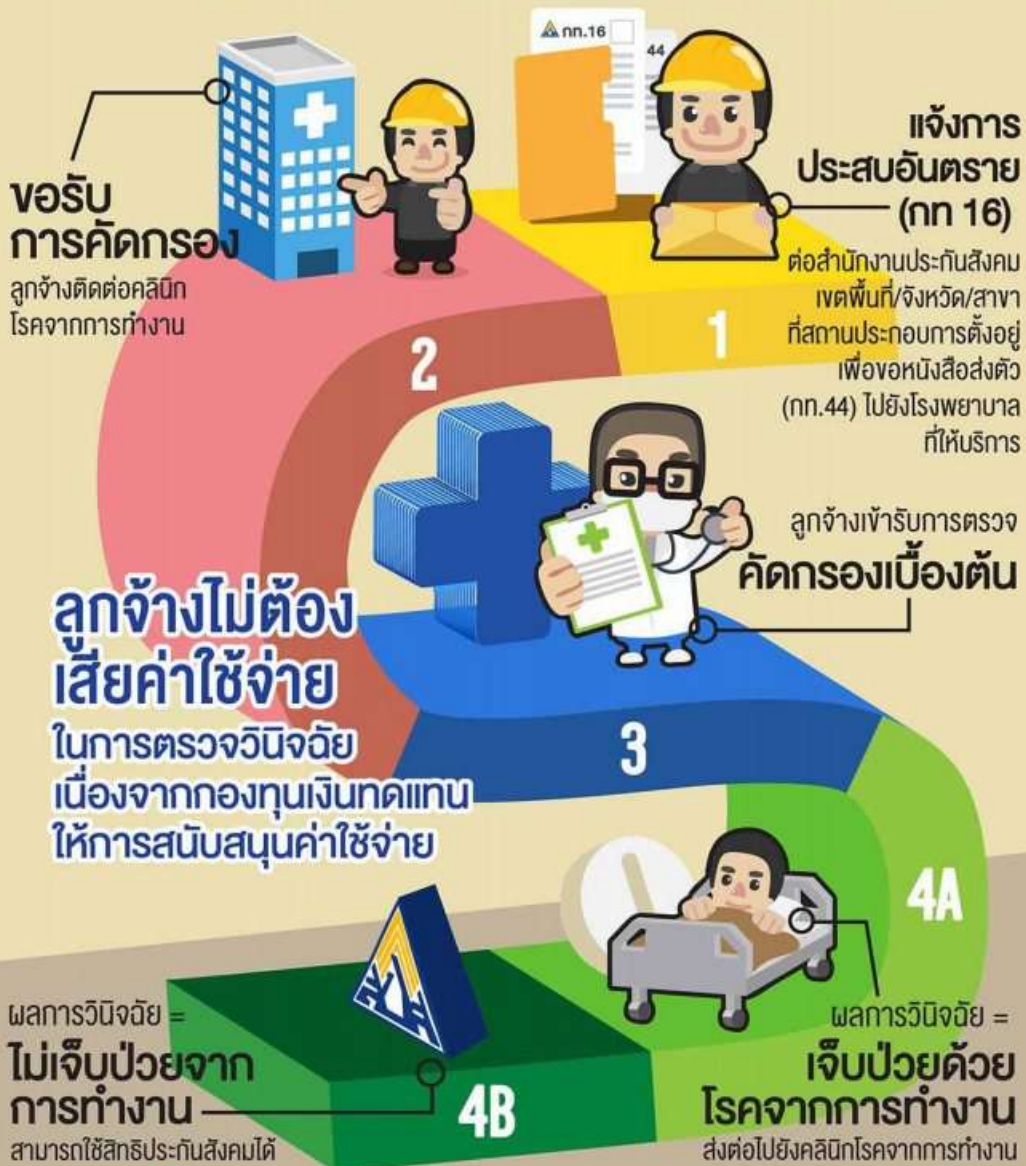 กท.16
44
แจ้งการ
ประสบอันตราย
(กท 16)
ต่อสำนักงานประกันสังคม
เขตพื้นที่/จังหวัด/สาขา
ที่สถานประกอบการตั้งอยู่
เพื่อขอหนังสือส่งตัว
(กท.44) ไปยังโรงพยาบาล
ที่ให้บริการ
1
ขอรับ
การคัดกรอง
ลูกจ้างติดต่อคลินิก
โรคจากการทำงาน
2
ลูกจ้างเข้ารับการตรวจ
คัดกรองเบื้องต้น
3
ลูกจ้างไม่ต้อง
เสียค่าใช้จ่าย
ในการตรวจวินิจฉัย
เนื่องจากกองทุนเงินทดแทน
ให้การสนับสนุนค่าใช้จ่าย
4A
ผลการวินิจฉัย =
เจ็บป่วยด้วย
โรคจากการทำงาน
ส่งต่อไปยังคลินิกโรคจากการทำงาน
ผลการวินิจฉัย =
ไม่เจ็บป่วยจาก
การทำงาน
สามารถใช้สิทธิประกันสังคมได้
4B